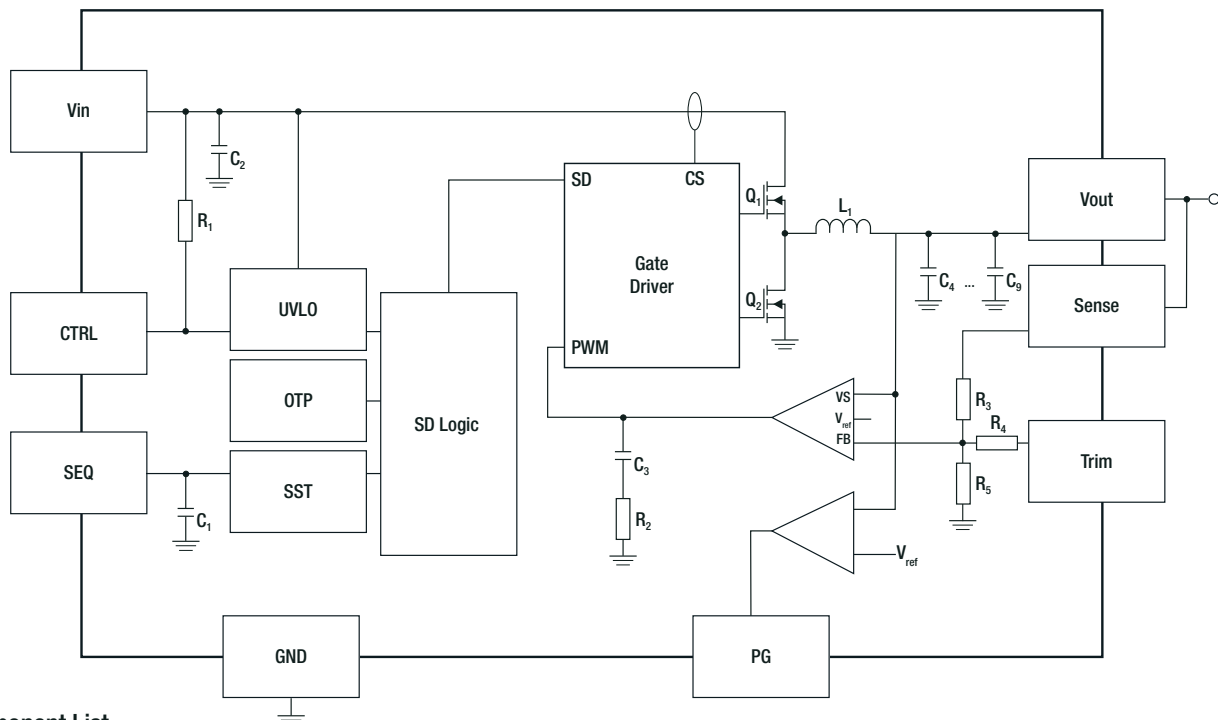 Vin
C2
R1
SD
CS
Q1
L1
Vout
Gate
Driver
UVLO
Q2
C4
...
C9
Sense
CTRL
PWM
OTP
SD Logic
VS
Vref
FB
R3
R4
Trim
SEQ
SST
C1
C3
R2
R5
Vref
GND
PG